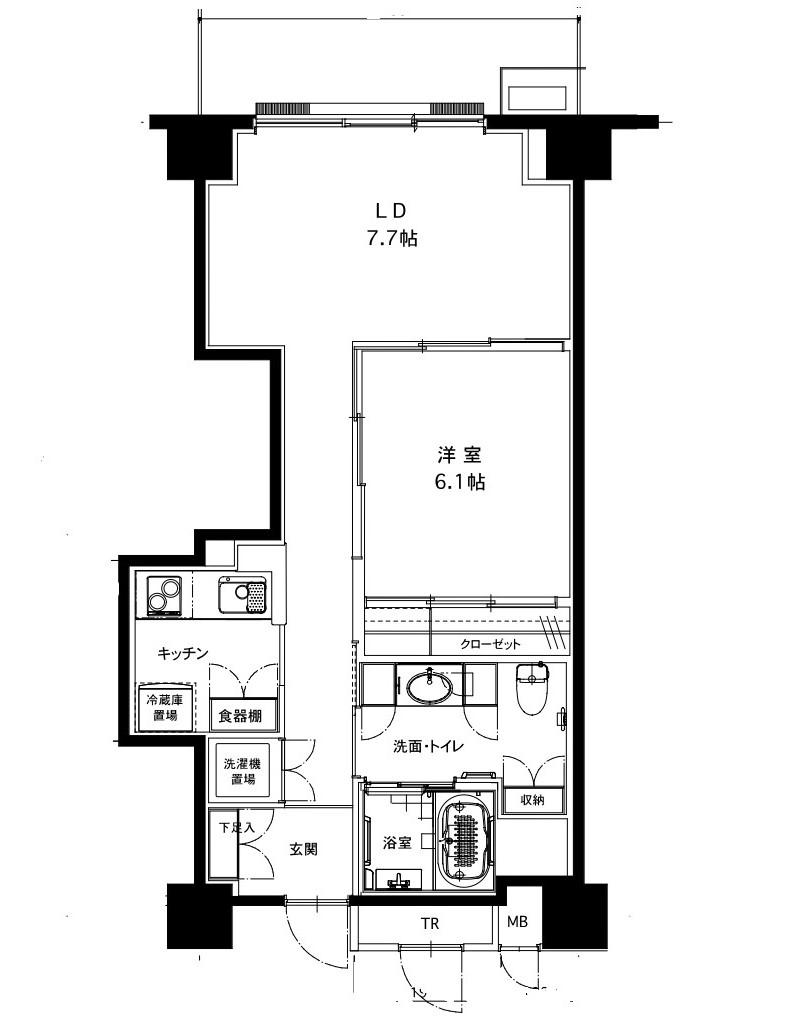 LD
7.7帖
洋室
6.1帖
クローゼット
キッチン
冷蔵庫
置場
食器棚
洗面・トイレ
洗濯機
置場
収納
下足入
玄関
浴室
TR
MB